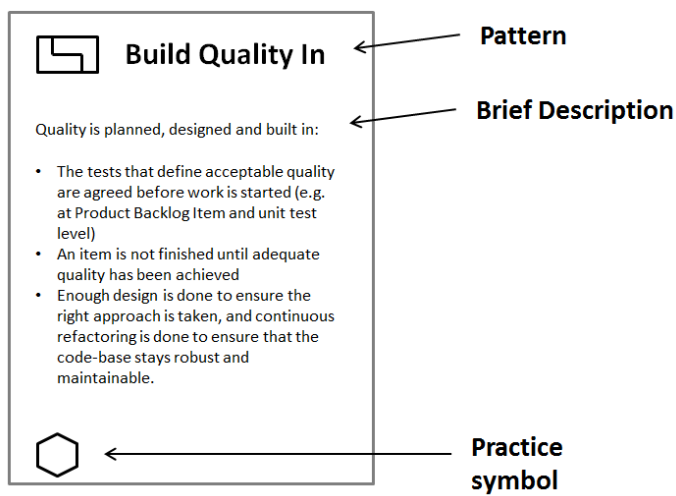 Build Quality In
Pattern
Brief Description
Quality is planned, designed and built in:
• The tests that define acceptable quality
are agreed before work is started (e.g.
at Product Backlog Item and unit test
level)
• An item is not finished until adequate
quality has been achieved
• Enough design is done to ensure the
right approach is taken, and continuous
refactoring is done to ensure that the
code-base stays robust and
maintainable.
Practice
symbol